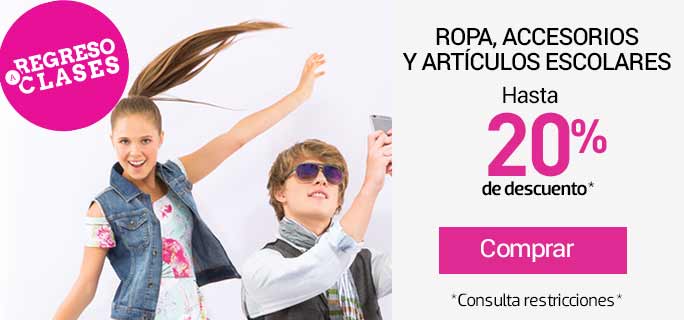 REGRESO
A CLASES
ROPA, ACCESORIOS
Y ARTÍCULOS ESCOLARES
Hasta
20%
de descuento*
Comprar
*Consulta restricciones*